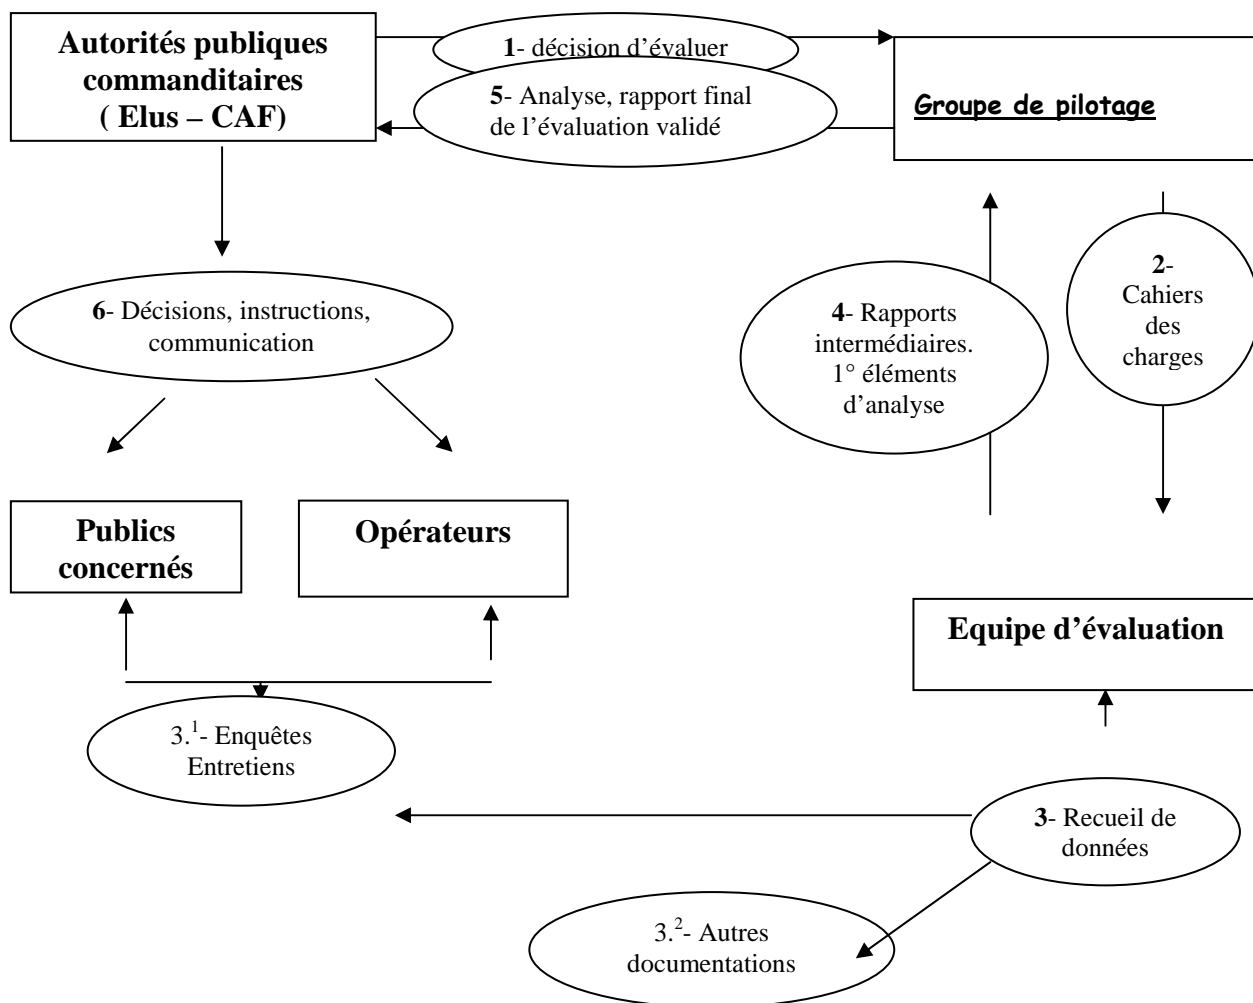 Autorités publiques
commanditaires
( Elus – CAF)
1- décision d’évaluer
5- Analyse, rapport final
de l’évaluation validé
Groupe de pilotage
6- Décisions, instructions,
communication
4- Rapports
intermédiaires.
1° éléments
d’analyse
2-
Cahiers
des
charges
Publics
concernés
Opérateurs
Equipe d’évaluation
3.1- Enquêtes
Entretiens
3- Recueil de
données
3.2- Autres
documentations